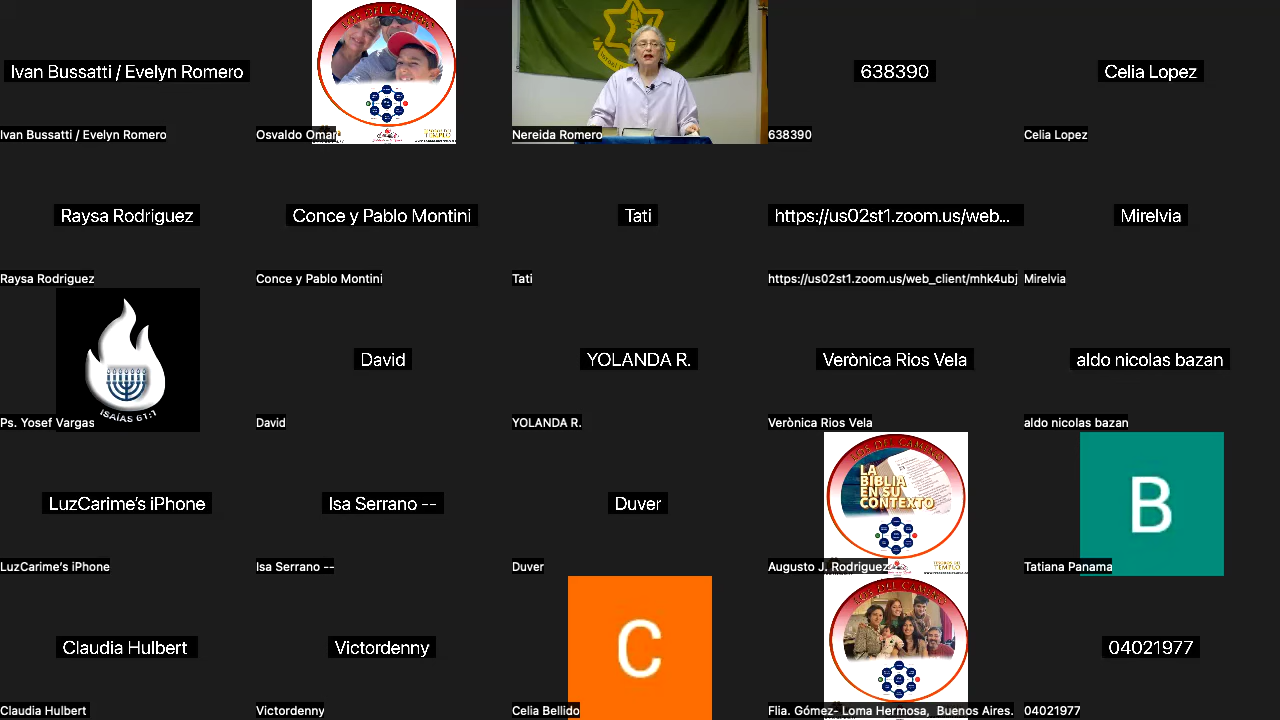 Ivan Bussatti / Evelyn Romero
638390
Celia Lopez
Ivan Bussatti / Evelyn Romero
Osvaldo Omar
Nereida Romero
638390
Celia Lopez
Raysa Rodriguez
Conce y Pablo Montini
Tati
https://us02st1.zoom.us/web...
Mirelvia
Raysa Rodriguez
Conce y Pablo Montini
Tati
https://us02st1.zoom.us/web_client/mhk4ubj
Mirelvia
ISAÍAS 61:1
David
YOLANDA R.
Verònica Rios Vela
aldo nicolas bazan
Ps. Yosef Vargas
David
YOLANDA R.
Verònica Rios Vela
aldo nicolas bazan
LuzCarime's iPhone
Isa Serrano --
Duver
LA
BIBLIA
EN SU
CONTEXTO
B
LuzCarime's iPhone
Isa Serrano --
Duver
Augusto J. Rodriguez
Tatiana Panama
Claudia Hulbert
Victordenny
C
04021977
Claudia Hulbert
Victordenny
Celia Bellido
Flia. Gómez- Loma Hermosa, Buenos Aires.
04021977